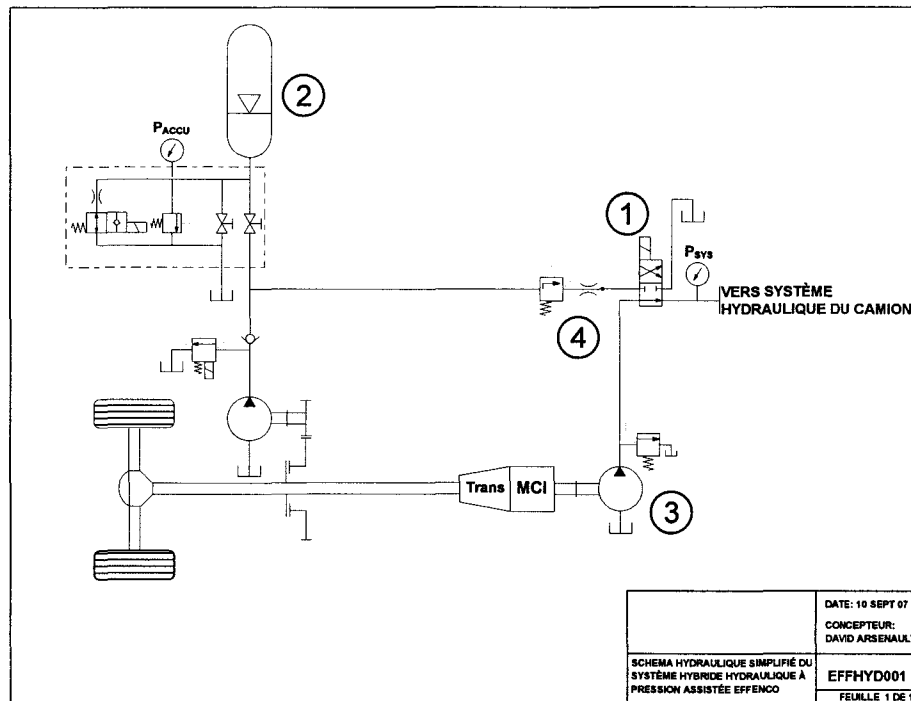 2
PACCU
1
PSYS
VERS SYSTÈME
HYDRAULIQUE DU CAMION
4
Trans
MCI
3
DATE: 10 SEPT 07
CONCEPTEUR:
DAVID ARSENAULT
SCHEMA HYDRAULIQUE SIMPLIFIÉ DU
SYSTÈME HYBRIDE HYDRAULIQUE À
PRESSION ASSISTÉE EFFENCO
EFFHYD001
FEUILLE 1 DE 1